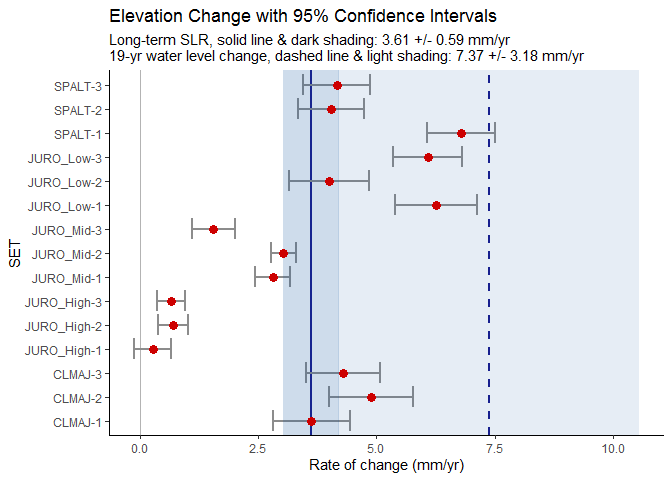 Elevation Change with 95% Confidence Intervals
Long-term SLR, solid line & dark shading: 3.61 +/- 0.59 mm/yr
19-yr water level change, dashed line & light shading: 7.37 +/- 3.18 mm/yr
SET
SPALT-3
SPALT-2
SPALT-1
JURO_Low-3
JURO_Low-2
JURO_Low-1
JURO_Mid-3
JURO_Mid-2
JURO_Mid-1
JURO_High-3
JURO_High-2
JURO_High-1
CLMAJ-3
CLMAJ-2
CLMAJ-1
0.0 2.5 5.0 7.5 10.0
Rate of change (mm/yr)